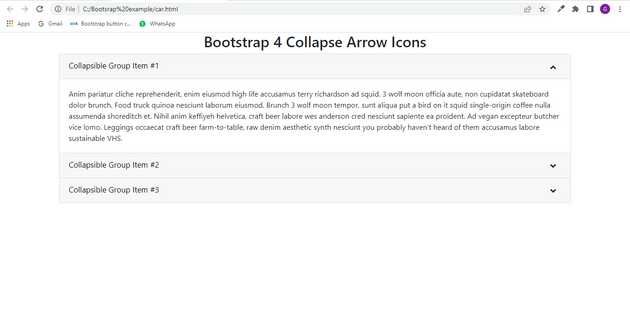 File
C:/Bootstrap%20example/car.html
G
Apps
Gmail
Bootstrap button c...
WhatsApp
Bootstrap 4 Collapse Arrow Icons
Collapsible Group Item #1
Anim pariatur cliche reprehenderit, enim eiusmod high life accusamus terry richardson ad squid. 3 wolf moon officia aute, non cupidatat skateboard
dolor brunch. Food truck quinoa nesciunt laborum eiusmod. Brunch 3 wolf moon tempor, sunt aliqua put a bird on it squid single-origin coffee nulla
assumenda shoreditch et. Nihil anim keffiyeh helvetica, craft beer labore wes anderson cred nesciunt sapiente ea proident. Ad vegan excepteur butcher
vice lomo. Leggings occaecat craft beer farm-to-table, raw denim aesthetic synth nesciunt you probably haven't heard of them accusamus labore
sustainable VHS.
Collapsible Group Item #2
Collapsible Group Item #3